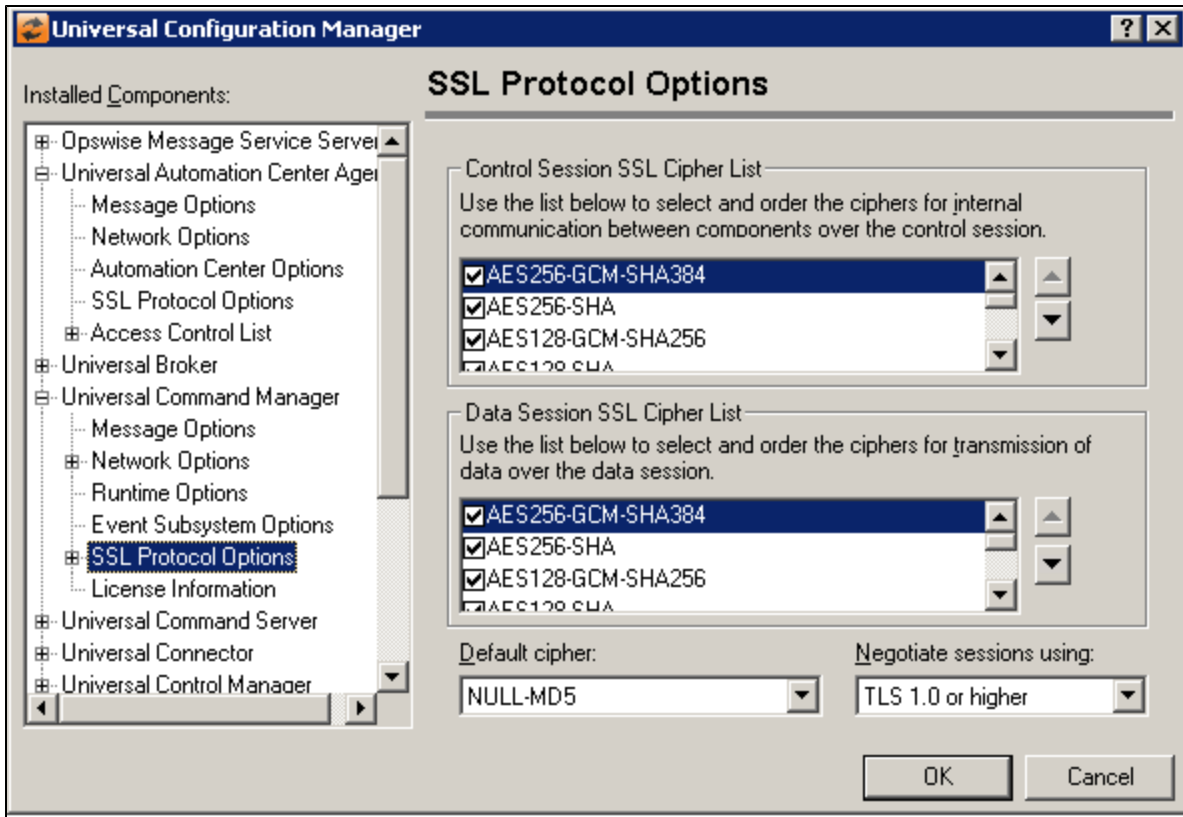 Universal Configuration Manager
Installed Components:
Opswise Message Service Server
Universal Automation Center Ager
Message Options
Network Options
Automation Center Options
SSL Protocol Options
Access Control List
Universal Broker
Universal Command Manager
Message Options
Network Options
Runtime Options
Event Subsystem Options
SSL Protocol Options
License Information
Universal Command Server
Universal Connector
Universal Control Manager
SSL Protocol Options
Control Session SSL Cipher List
Use the list below to select and order the ciphers for internal
communication between components over the control session.
AES256-GCM-SHA384
AES256-SHA
AES128-GCM-SHA256
AES128-SHA
Data Session SSL Cipher List
Use the list below to select and order the ciphers for transmission of
data over the data session.
AES256-GCM-SHA384
AES256-SHA
AES128-GCM-SHA256
AES128-SHA
Default cipher:
NULL-MD5
Negotiate sessions using:
TLS 1.0 or higher
OK
Cancel